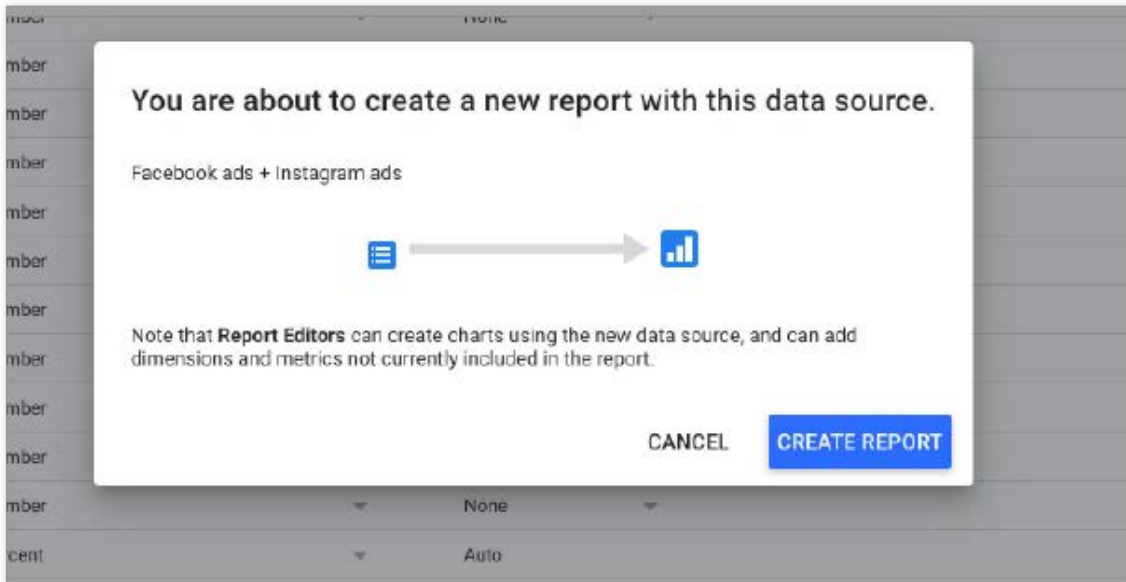 mber
You are about to create a new report with this data source.
mber
mber
Facebook ads + Instagram ads
mber
mber
mber
Note that Report Editors can create charts using the new data source, and can add
dimensions and metrics not currently included in the report.
mber
mber
CANCEL
CREATE REPORT
mber
mber None
rcent Auto